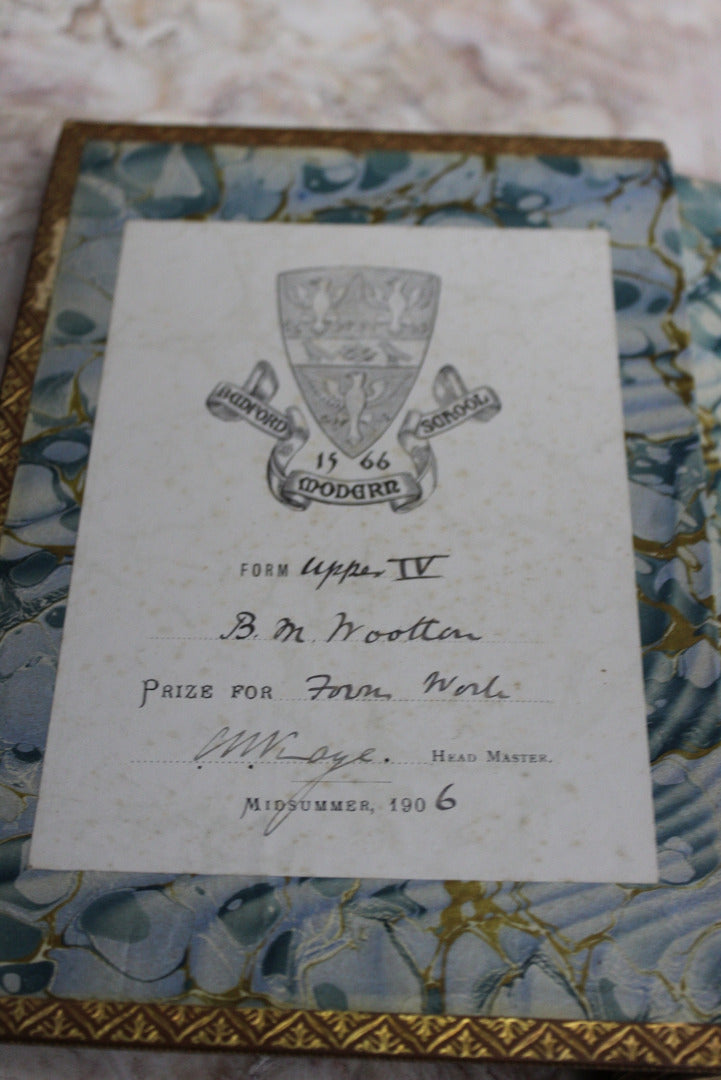 BEDFORD SCHOOL
15 66
MODERN
FORM Upper IV
B. M. Wootton
PRIZE FOR Form Work
HEAD MASTER.
MIDSUMMER, 1906